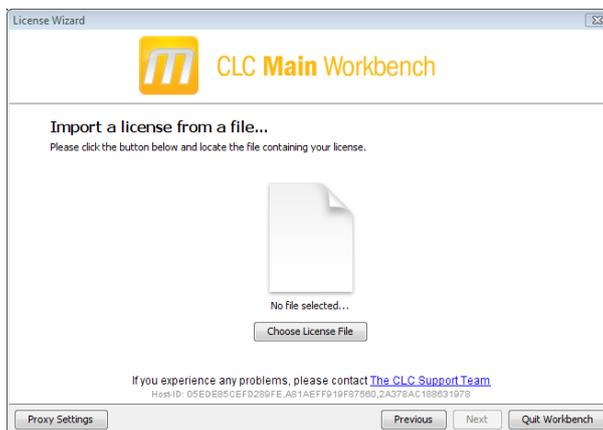 License Wizard
CLC Main Workbench
Import a license from a file...
Please click the button below and locate the file containing your license.
No file selected...
Choose License File
If you experience any problems, please contact The CLC Support Team
Host-ID: 05EDE85CEFD289FE,A81AEFF919F87560,2A378AC188631978
Proxy Settings Previous Next Quit Workbench